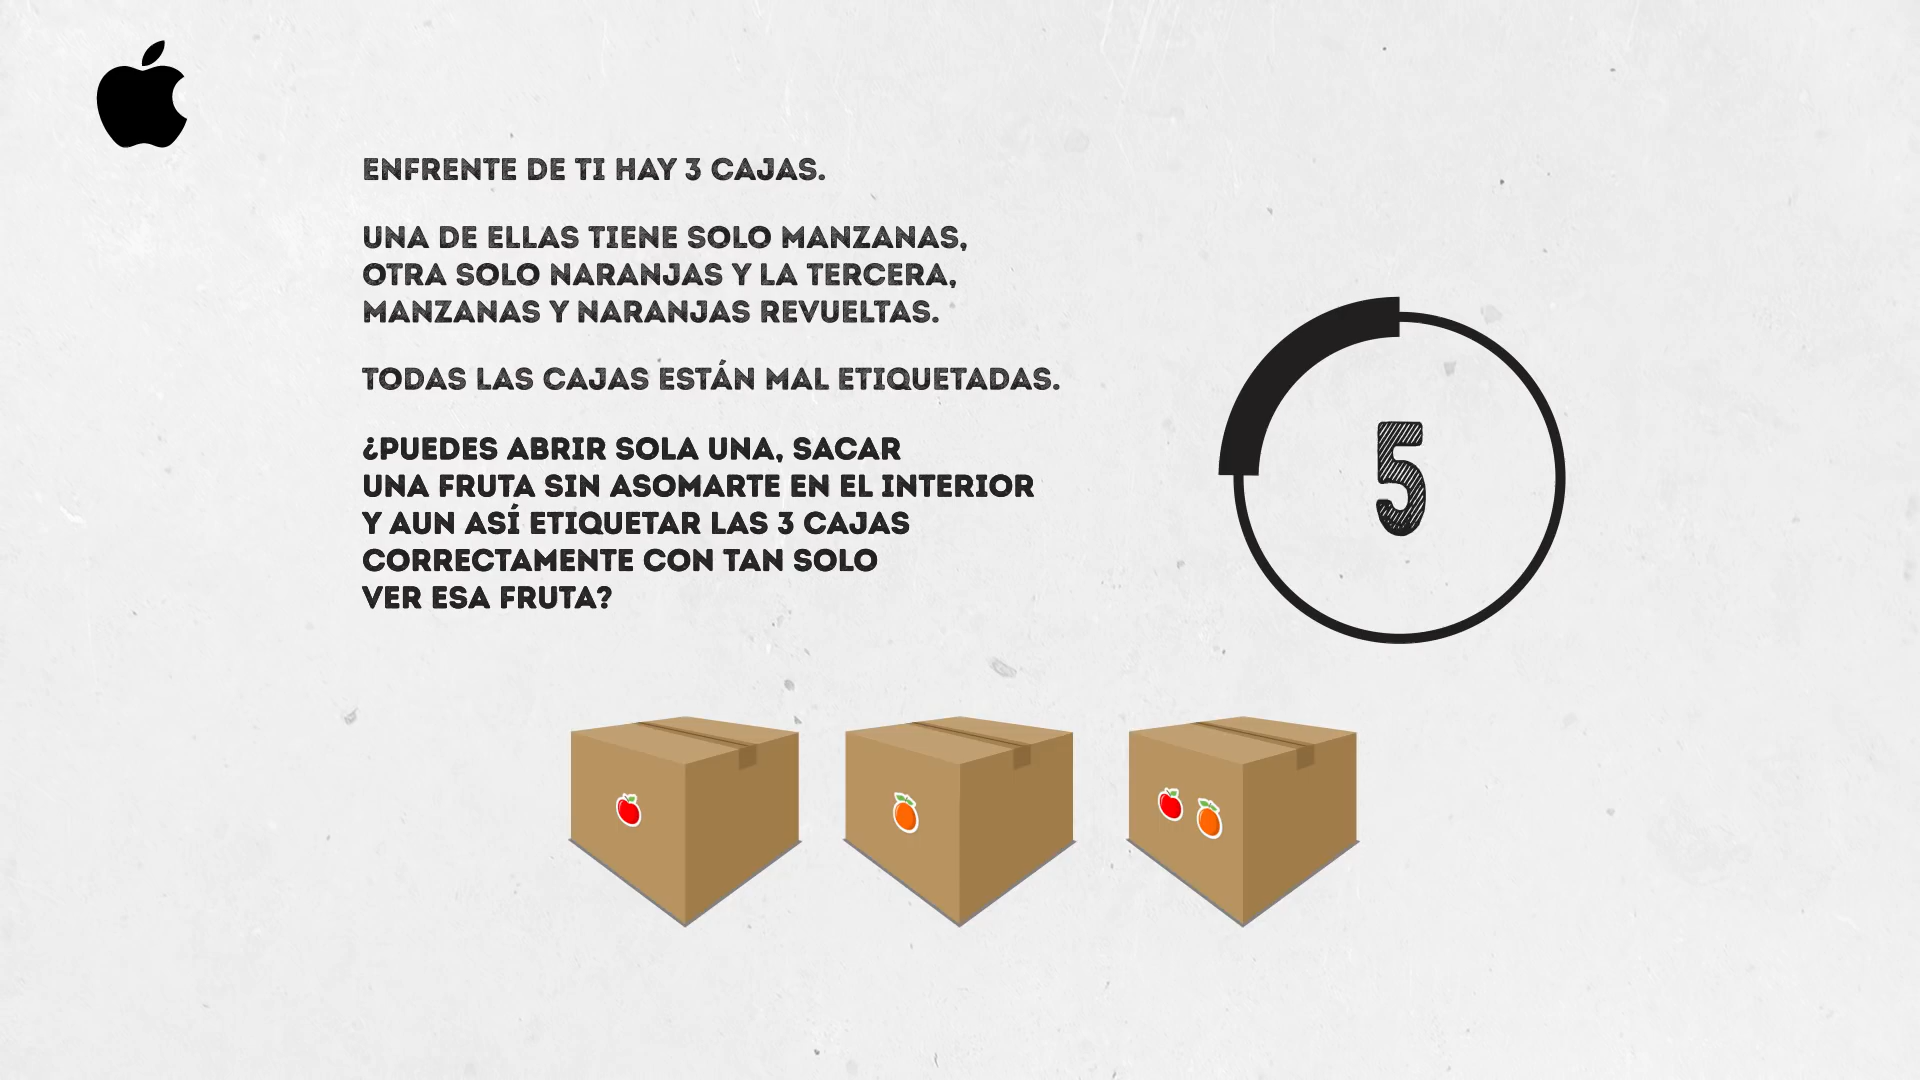 ENFRENTE DE TI HAY 3 CAJAS.
UNA DE ELLAS TIENE SOLO MANZANAS,
OTRA SOLO NARANJAS Y LA TERCERA,
MANZANAS Y NARANJAS REVUELTAS.
TODAS LAS CAJAS ESTÁN MAL ETIQUETADAS.
¿PUEDES ABRIR SOLA UNA, SACAR
UNA FRUTA SIN ASOMARTE EN EL INTERIOR
Y AUN ASÍ ETIQUETAR LAS 3 CAJAS
CORRECTAMENTE CON TAN SOLO
VER ESA FRUTA?
5